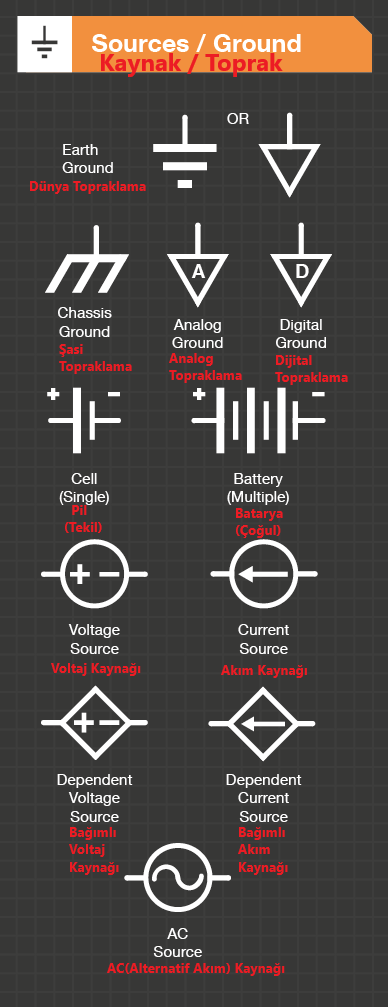 Sources / Ground
Kaynak / Toprak
OR
Earth
Ground
Dünya Topraklama
A
D
Chassis
Ground
Şasi
Topraklama
Analog
Ground
Analog
Topraklama
Digital
Ground
Dijital
Topraklama
+ -
+ -
Cell
(Single)
Pil
(Tekil)
Battery
(Multiple)
Batarya
(Çoğul)
+ -
Voltage
Source
Voltaj Kaynağı
Current
Source
Akım Kaynağı
+ -
Dependent
Voltage
Source
Bağımlı
Voltaj
Kaynağı
Dependent
Current
Source
Bağımlı
Akım
Kaynağı
AC
Source
AC(Alternatif Akım) Kaynağı